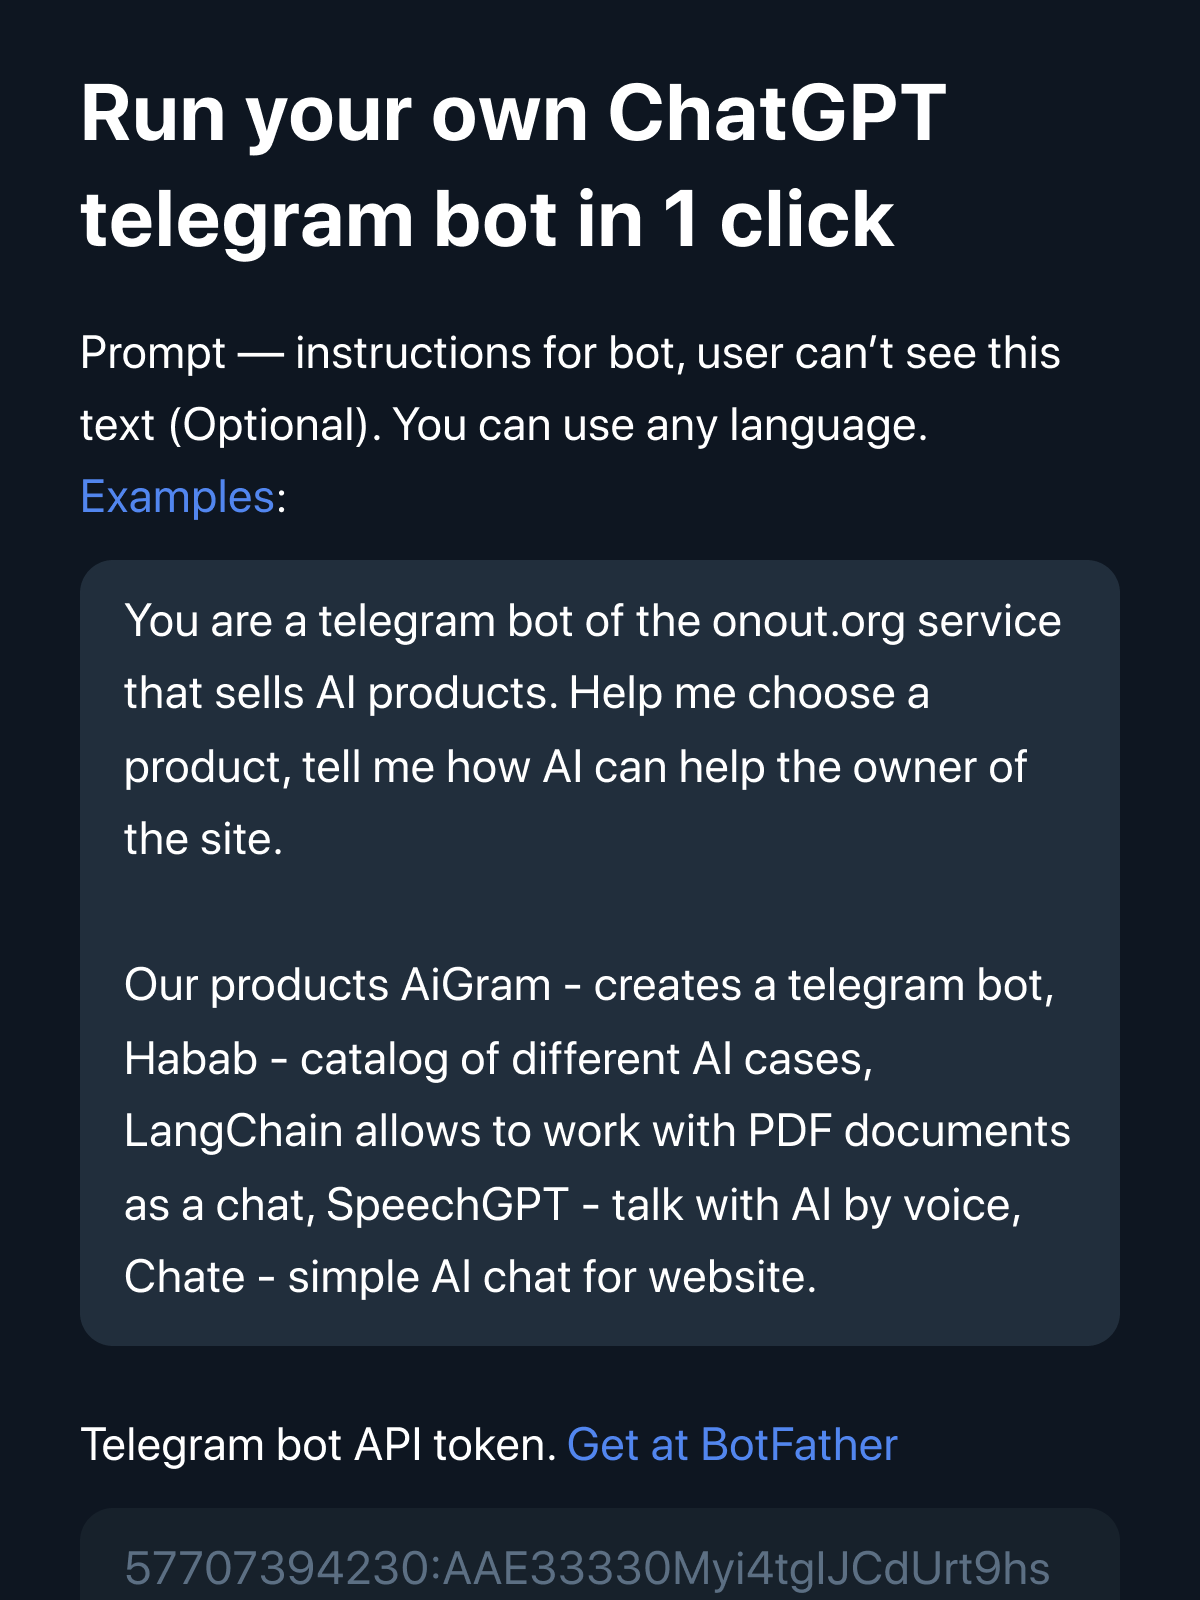 Run your own ChatGPT
telegram bot in 1 click
Prompt — instructions for bot, user can’t see this
text (Optional). You can use any language.
Examples:
You are a telegram bot of the onout.org service
that sells AI products. Help me choose a
product, tell me how AI can help the owner of
the site.
Our products AiGram - creates a telegram bot,
Habab - catalog of different AI cases,
LangChain allows to work with PDF documents
as a chat, SpeechGPT - talk with AI by voice,
Chate - simple AI chat for website.
Telegram bot API token. Get at BotFather
57707394230:AAE33330Myi4tglJCdUrt9hs